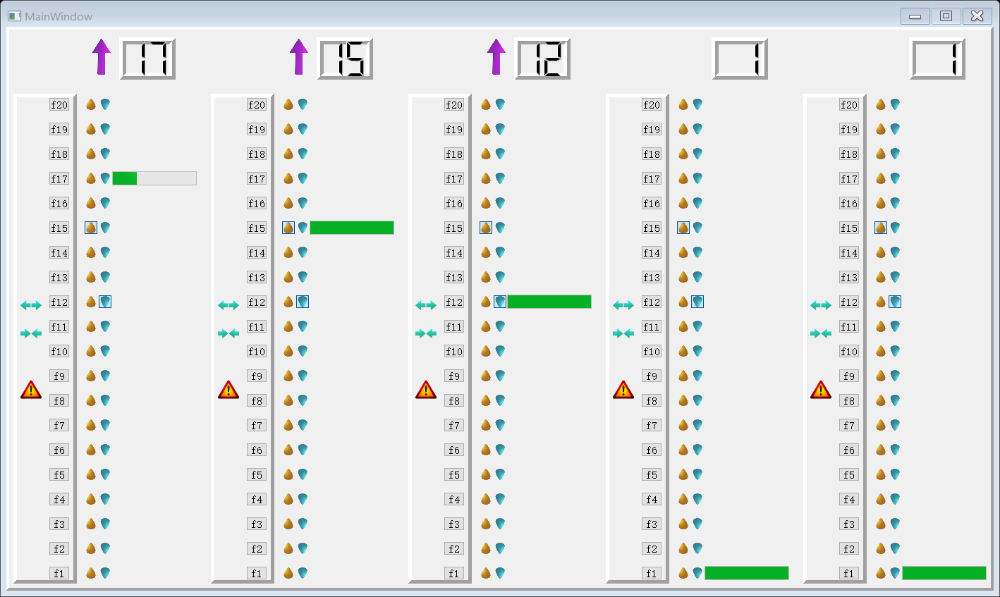 MainWindow
17 15 12 1 1
f20 f20 f20 f20 f20
f19 f19 f19 f19 f19
f18 f18 f18 f18 f18
f17 f17 f17 f17 f17
f16 f16 f16 f16 f16
f15 f15 f15 f15 f15
f14 f14 f14 f14 f14
f13 f13 f13 f13 f13
f12 f12 f12 f12 f12
f11 f11 f11 f11 f11
f10 f10 f10 f10 f10
f9 f9 f9 f9 f9
f8 f8 f8 f8 f8
f7 f7 f7 f7 f7
f6 f6 f6 f6 f6
f5 f5 f5 f5 f5
f4 f4 f4 f4 f4
f3 f3 f3 f3 f3
f2 f2 f2 f2 f2
f1 f1 f1 f1 f1